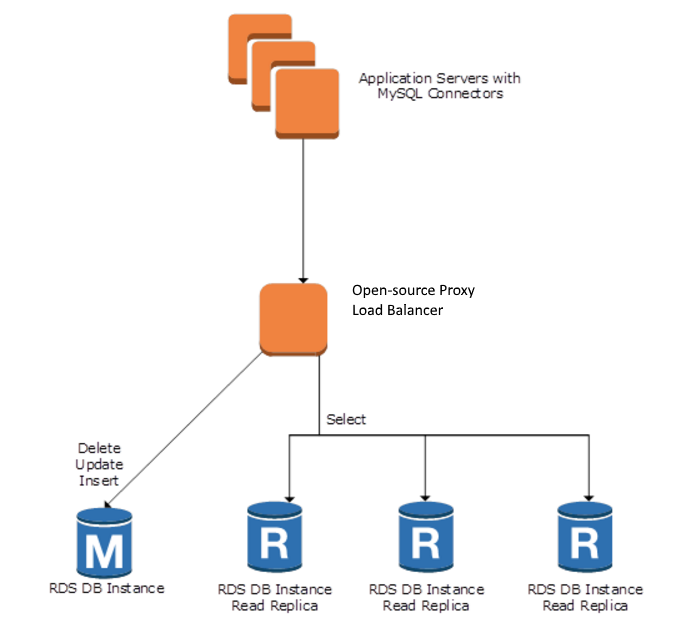 Application Servers with
MySQL Connectors
Open-source Proxy
Load Balancer
Select
Delete
Update
Insert
M
R
R
R
RDS DB Instance
RDS DB Instance
Read Replica
RDS DB Instance
Read Replica
RDS DB Instance
Read Replica